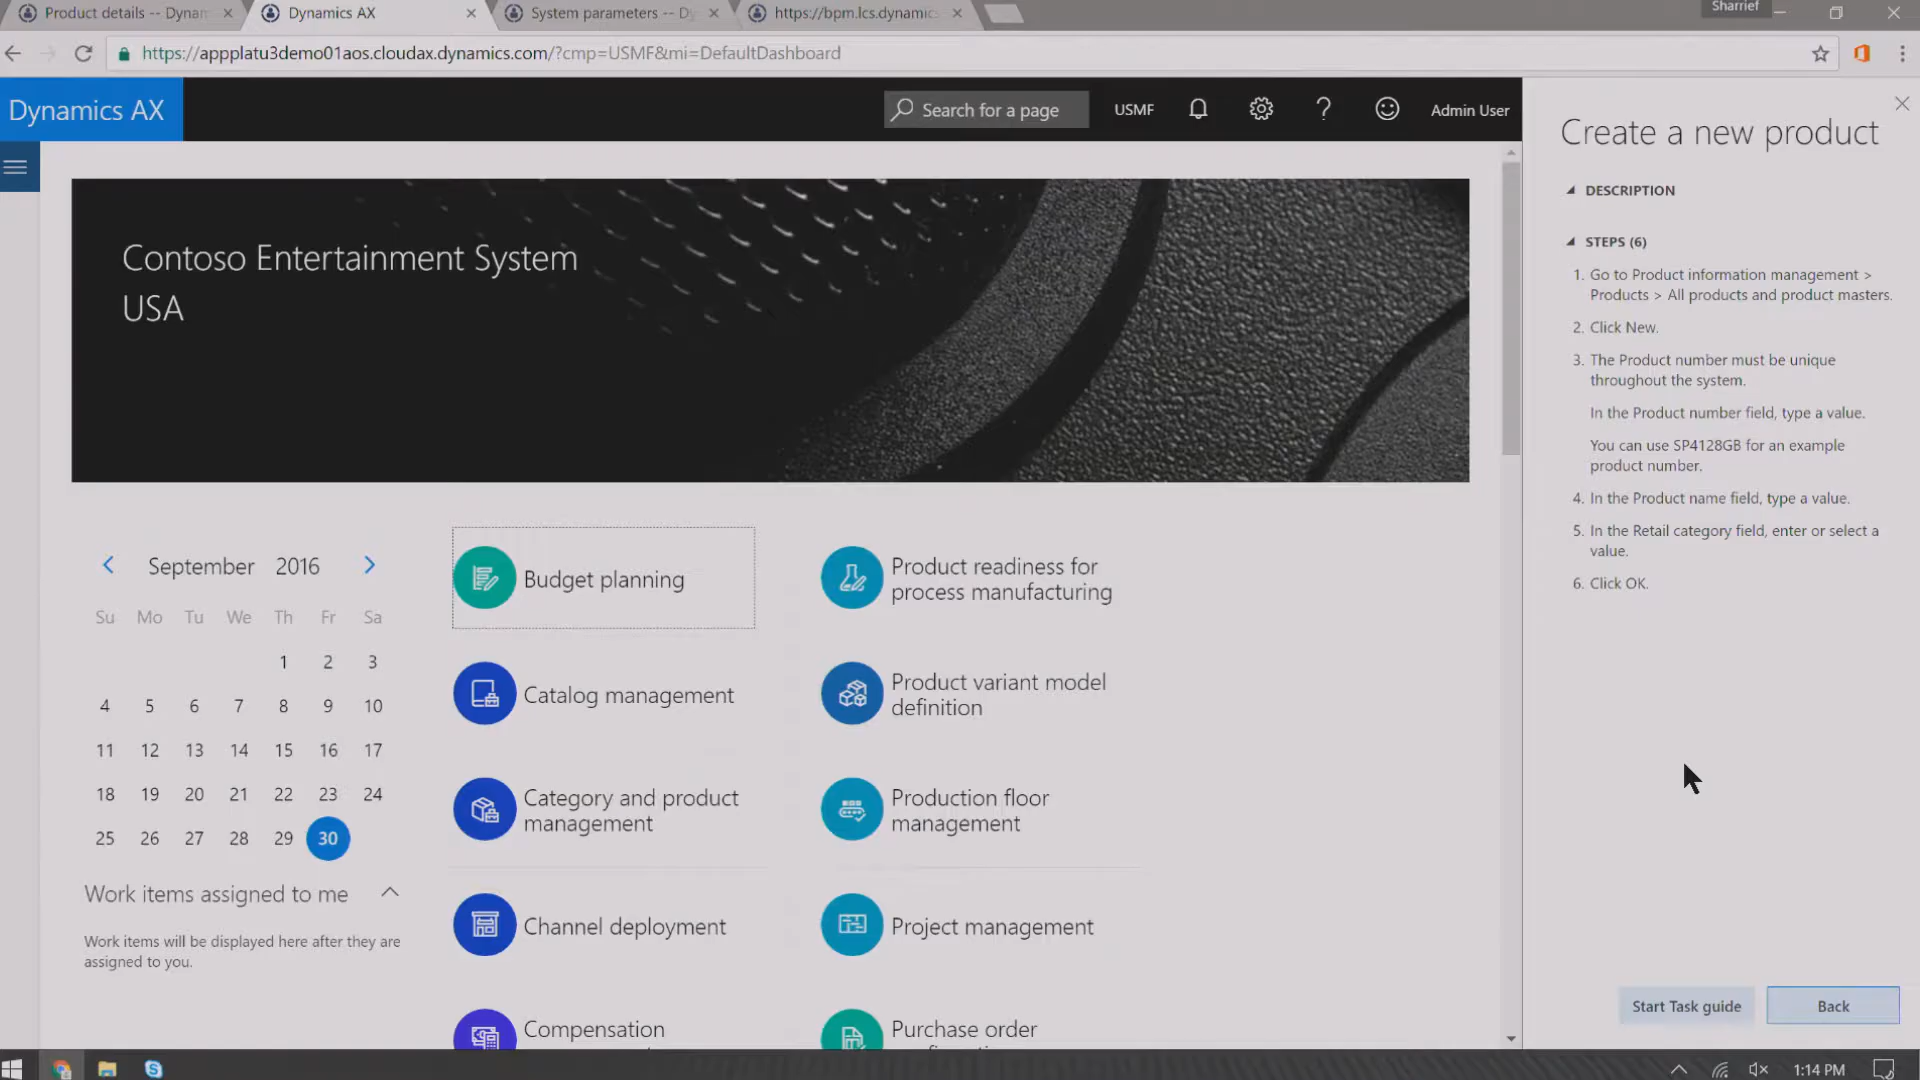 Product details -- Dynam
Dynamics AX
System parameters -- Dy
https://bpm.lcs.dynamics
Sharrief
https://appplatu3demo01aos.cloudax.dynamics.com/?cmp=USMF&mi=DefaultDashboard
Dynamics AX
Search for a page
USMF
?
Admin User
Contoso Entertainment System
USA
September 2016
Su Mo Tu We Th Fr Sa
1 2 3
4 5 6 7 8 9 10
11 12 13 14 15 16 17
18 19 20 21 22 23 24
25 26 27 28 29 30
Work items assigned to me
Work items will be displayed here after they are
assigned to you.
Budget planning
Catalog management
Category and product
management
Channel deployment
Compensation
Product readiness for
process manufacturing
Product variant model
definition
Production floor
management
Project management
Purchase order
Create a new product
DESCRIPTION
STEPS (6)
1. Go to Product information management >
Products > All products and product masters.
2. Click New.
3. The Product number must be unique
throughout the system.
In the Product number field, type a value.
You can use SP4128GB for an example
product number.
4. In the Product name field, type a value.
5. In the Retail category field, enter or select a
value.
6. Click OK.
Start Task guide
Back
1:14 PM